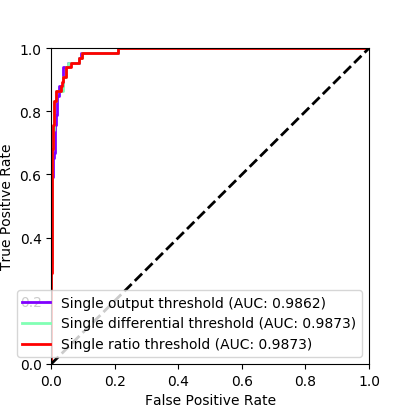 1.0
0.8
0.6
0.4
0.2
0.0
True Positive Rate
Single output threshold (AUC: 0.9862)
Single differential threshold (AUC: 0.9873)
Single ratio threshold (AUC: 0.9873)
0.0 0.2 0.4 0.6 0.8 1.0
False Positive Rate